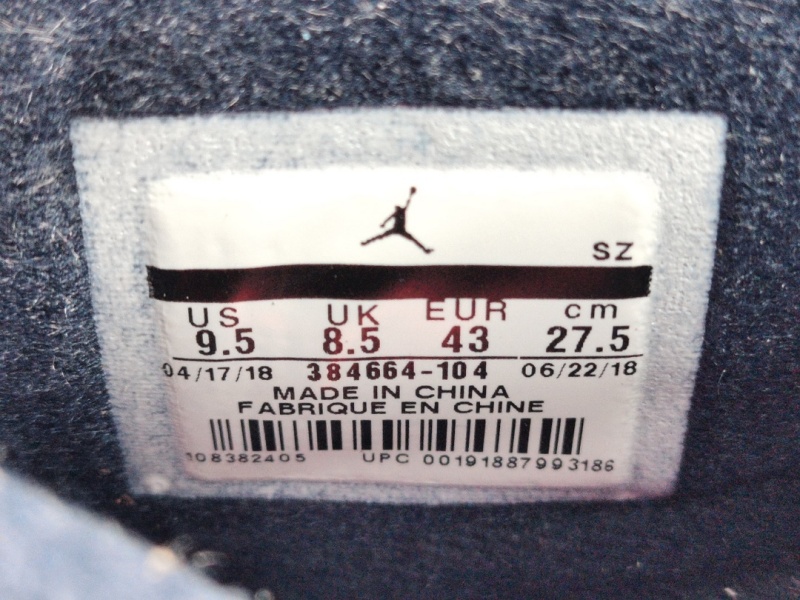 SZ
US UK EUR cm
9.5 8.5 43 27.5
04/17/18 384664-104 06/22/18
MADE IN CHINA
FABRIQUE EN CHINE
108382405 UPC 00191887993186